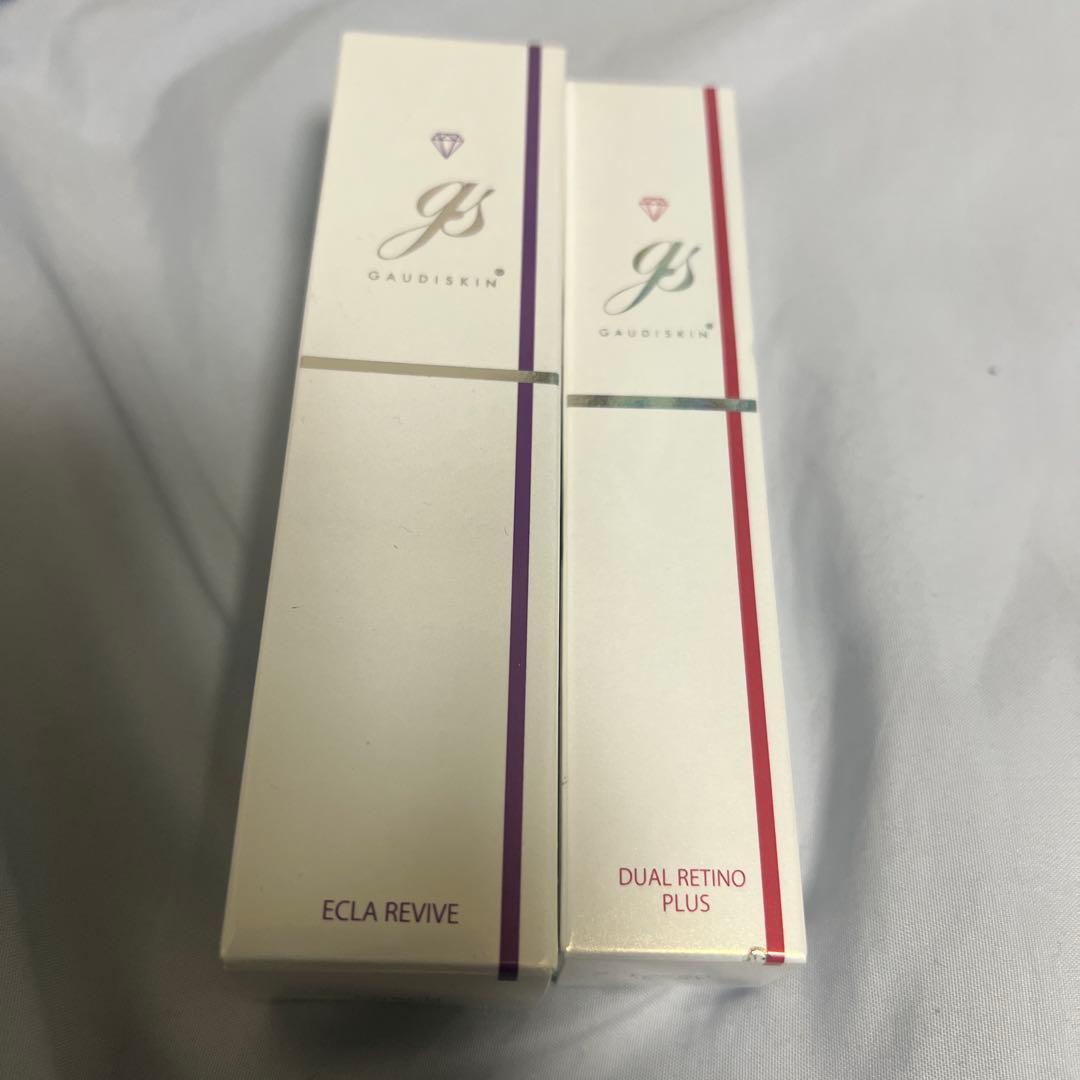 gs
GAUDISKIN®
ECLA REVIVE
gs
GAUDISKIN®
DUAL RETINO
PLUS